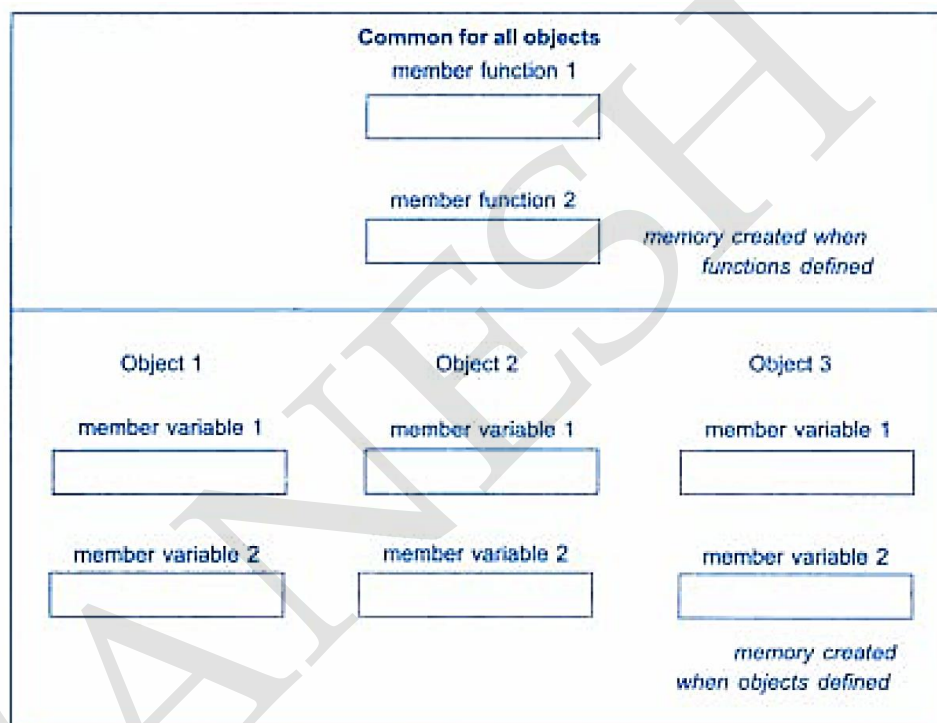 Common for all objects
member function 1
member function 2
memory created when
functions defined
Object 1 Object 2 Object 3
member variable 1 member variable 1 member variable 1
member variable 2 member variable 2 member variable 2
memory created
when objects defined
ANESH